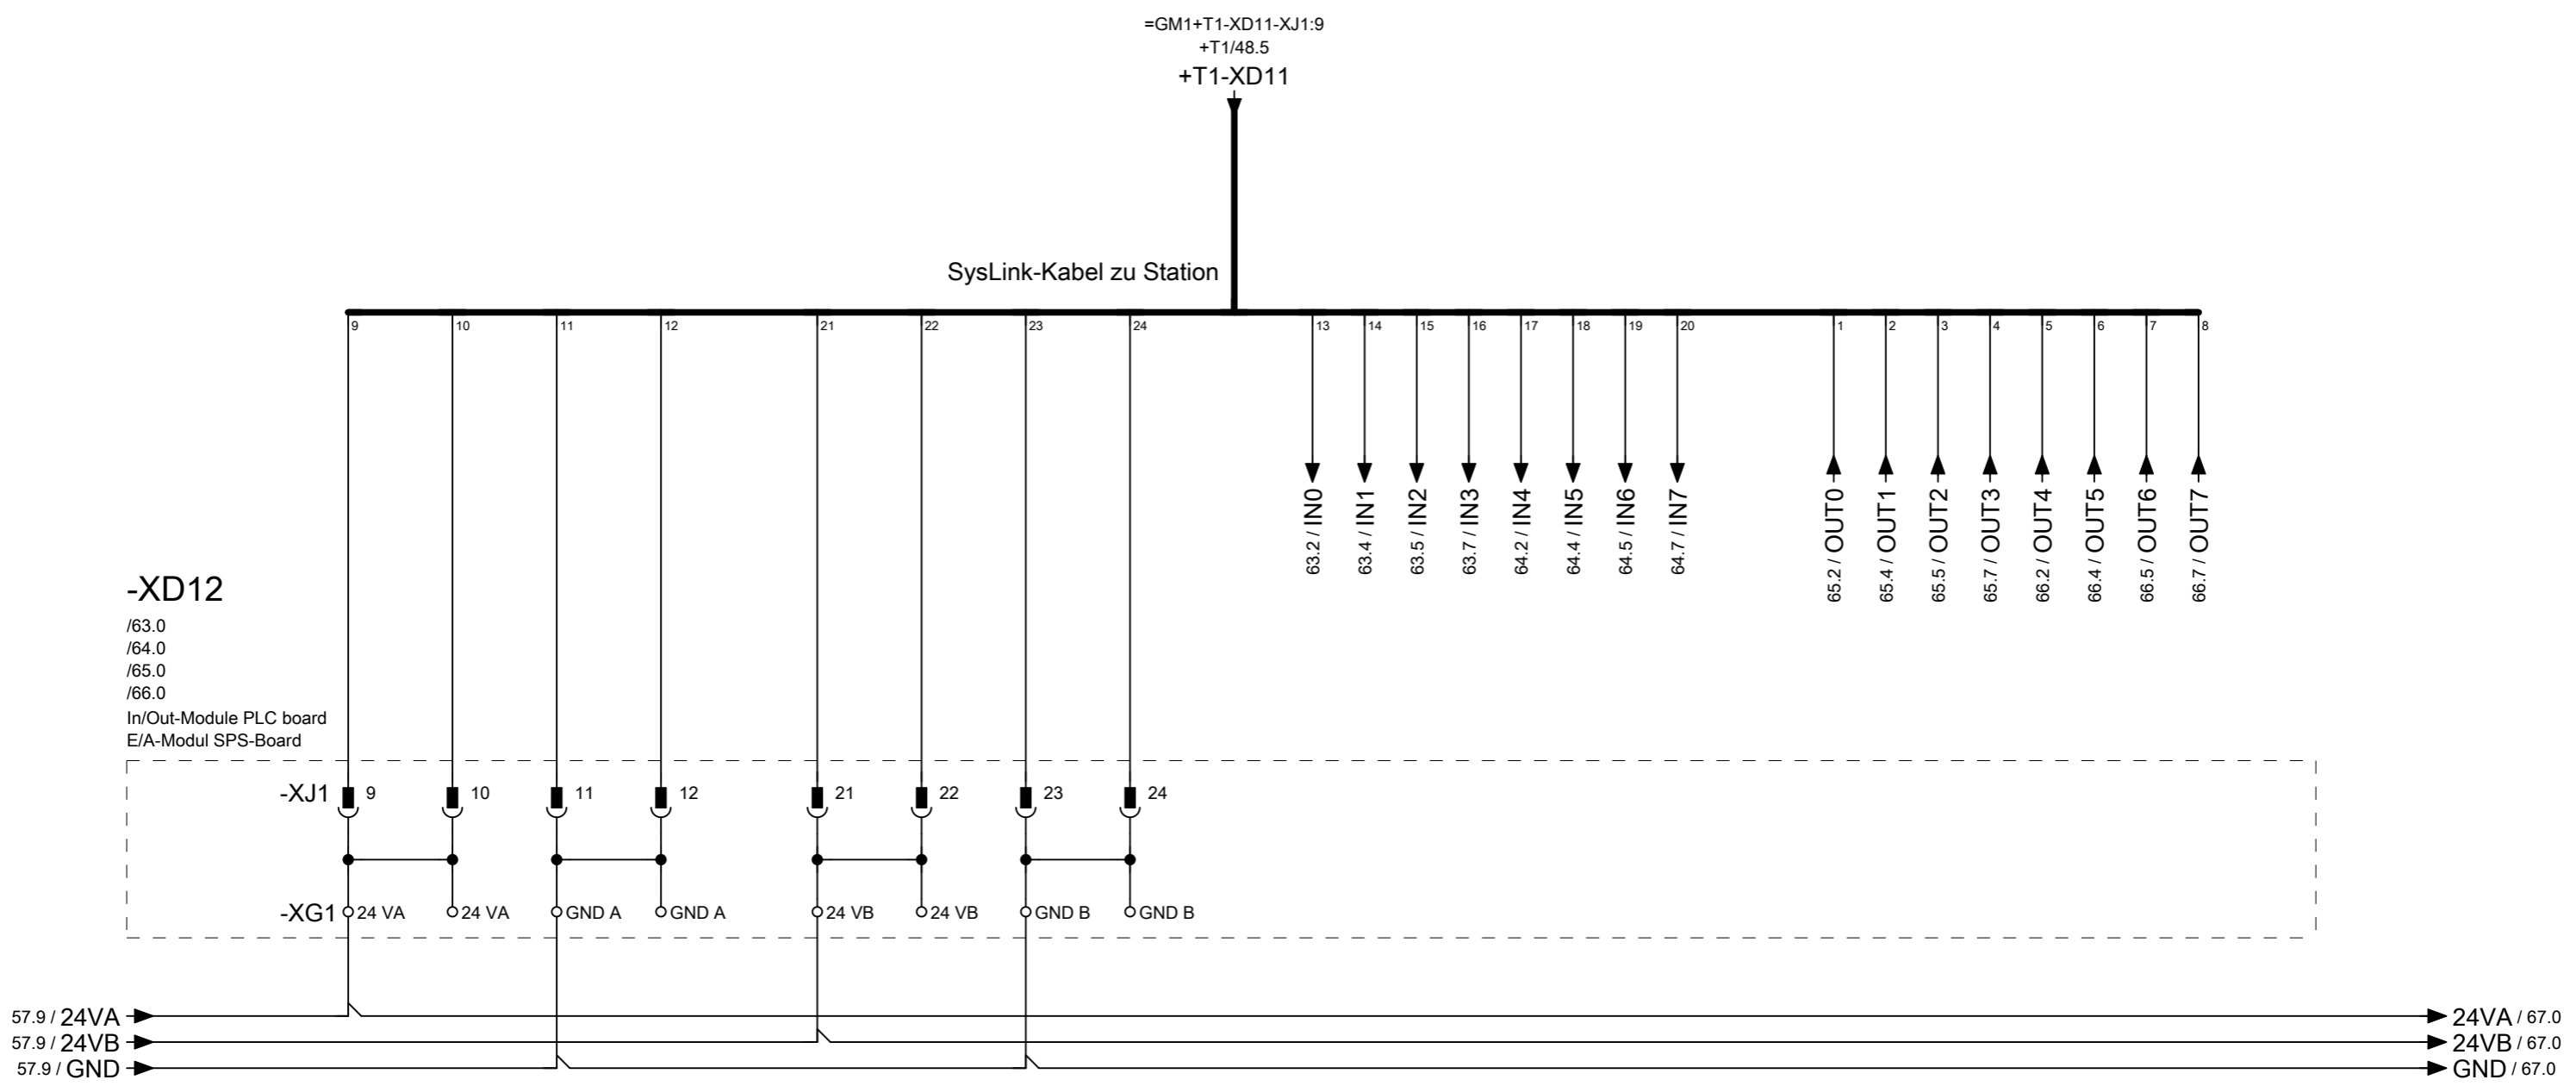 =GM1+T1-XD11-XJ1:9
+T1/48.5
+T1-XD11
SysLink-Kabel zu Station
9 10 11 12 21 22 23 24 13 14 15 16 17 18 19 20 1 2 3 4 5 6 7 8
63.2 / IN0
63.4 / IN1
63.5 / IN2
63.7 / IN3
64.2 / IN4
64.4 / IN5
64.5 / IN6
64.7 / IN7
65.2 / OUT0
65.4 / OUT1
65.5 / OUT2
65.7 / OUT3
66.2 / OUT4
66.4 / OUT5
66.5 / OUT6
66.7 / OUT7
-XD12
/63.0
/64.0
/65.0
/66.0
In/Out-Module PLC board
E/A-Modul SPS-Board
-XJ1 9 10 11 12 21 22 23 24
-XG1 24 VA 24 VA GND A GND A 24 VB 24 VB GND B GND B
57.9 / 24VA 24VA / 67.0
57.9 / 24VB 24VB / 67.0
57.9 / GND GND / 67.0